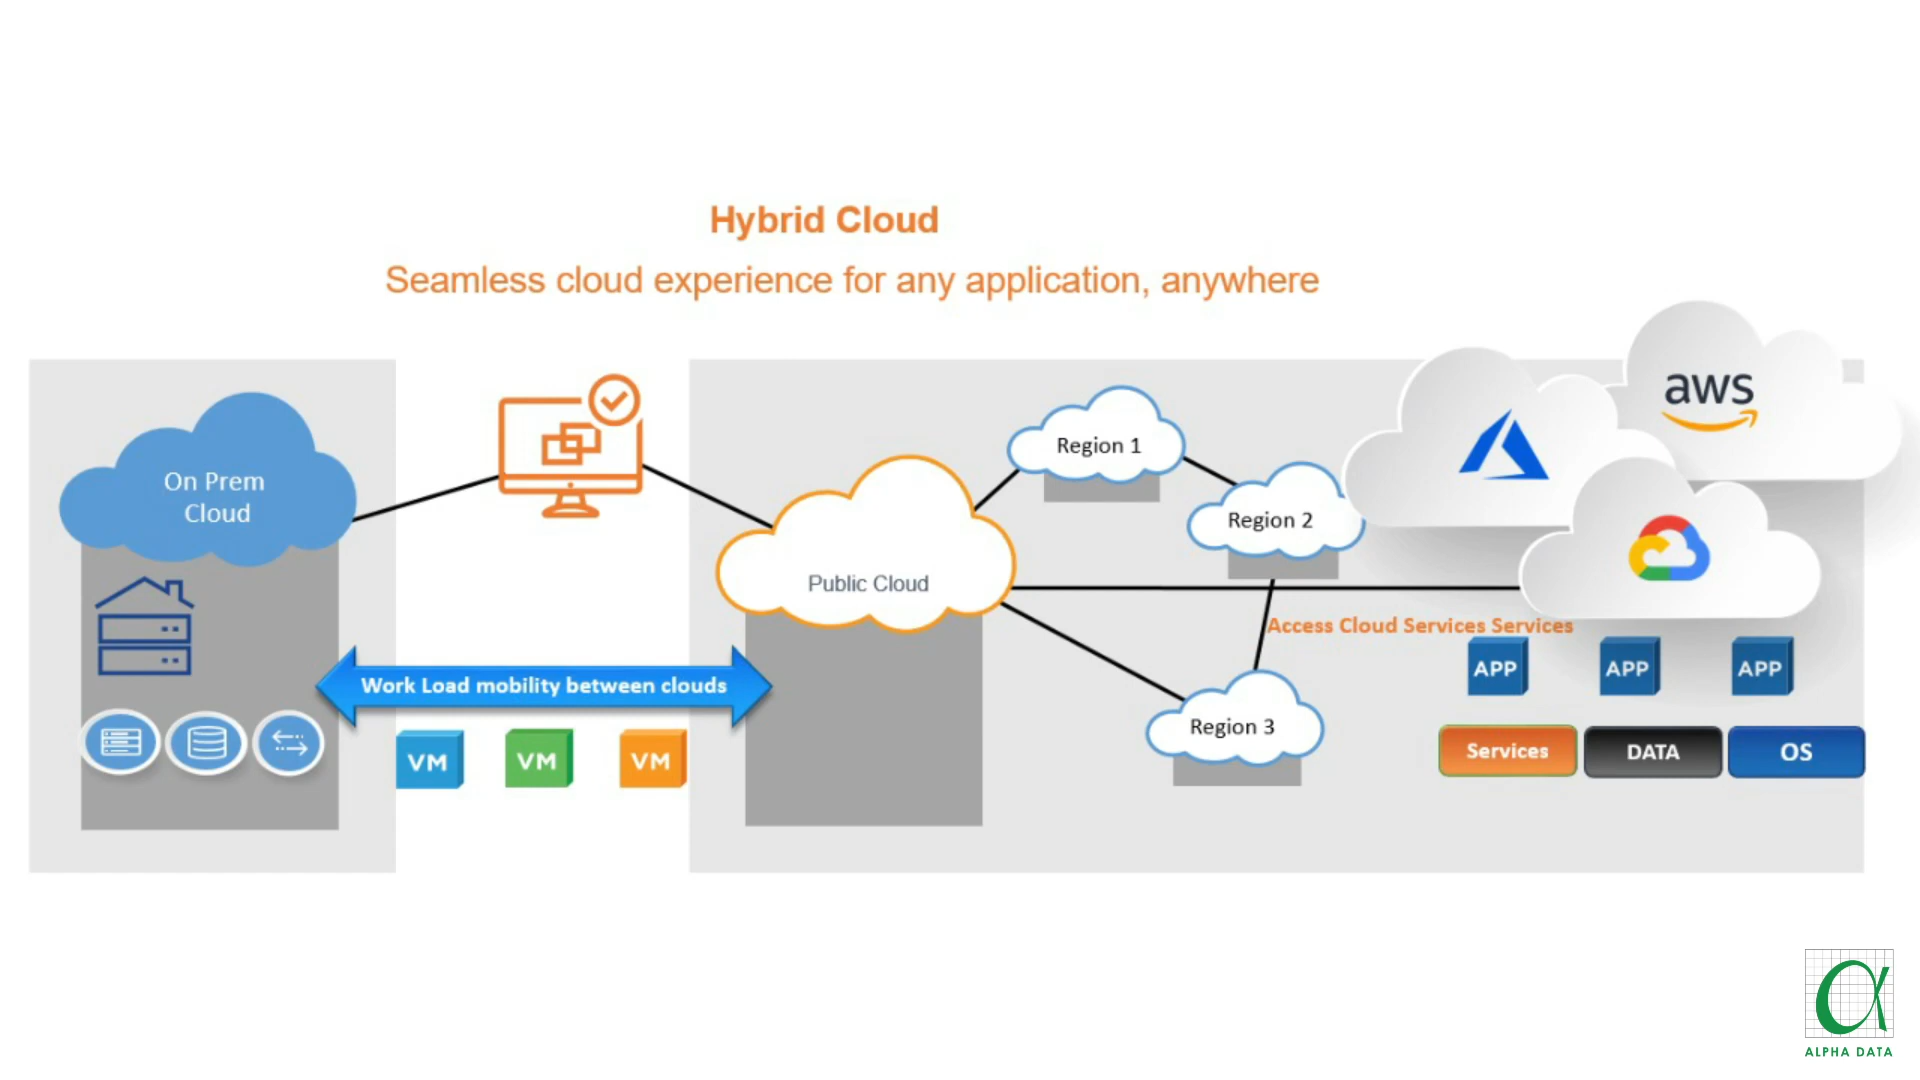 Hybrid Cloud
Seamless cloud experience for any application, anywhere
On Prem
Cloud
Work Load mobility between clouds
VM
VM
VM
Public Cloud
Region 1
Region 2
Region 3
aws
Access Cloud Services Services
APP
APP
APP
Services
DATA
OS
ALPHA DATA